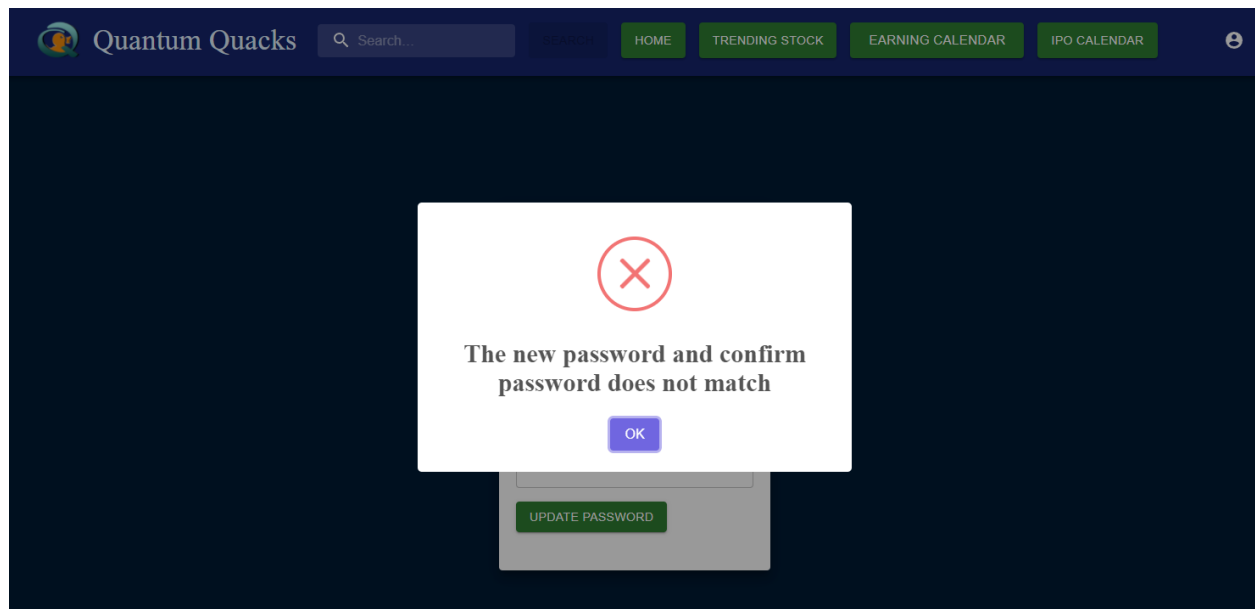 Quantum Quacks
Search...
SEARCH
HOME
TRENDING STOCK
EARNING CALENDAR
IPO CALENDAR
The new password and confirm
password does not match
OK
UPDATE PASSWORD